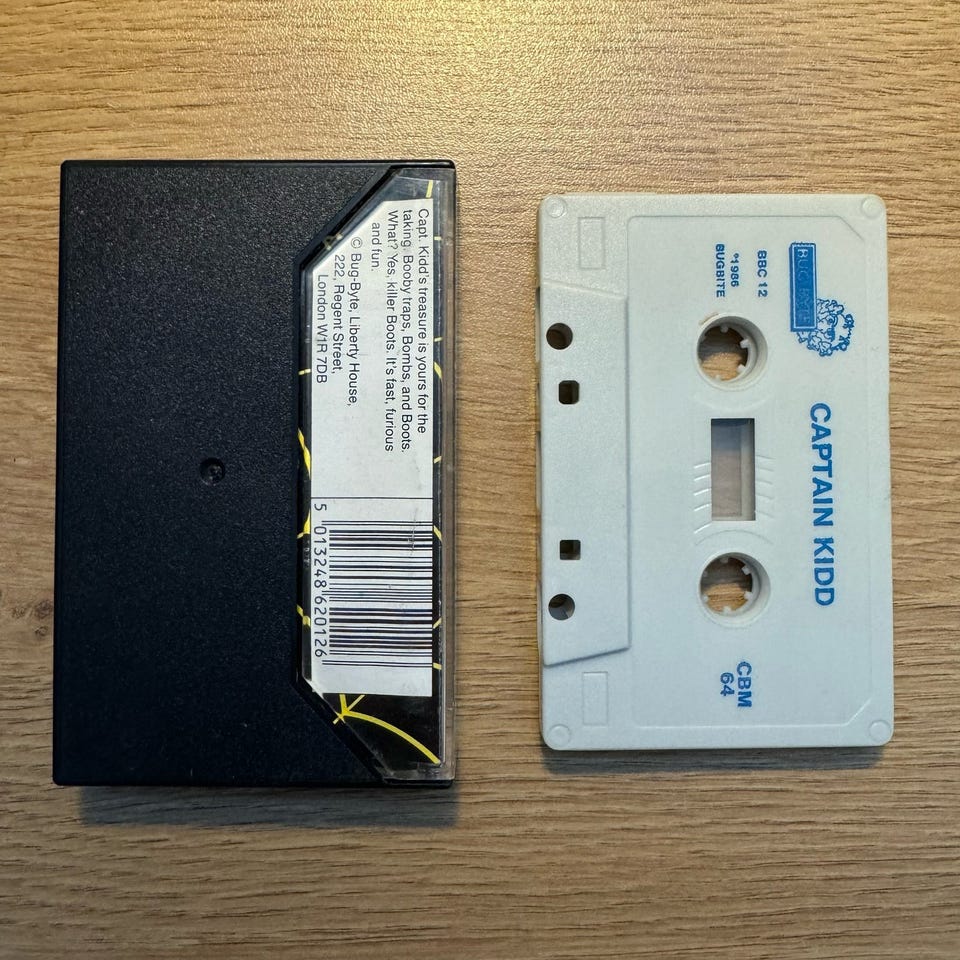 Capt. Kidd's treasure is yours for the
taking. Booby traps, Bombs, and Boots.
What? Yes, killer Boots. It's fast, furious
and fun.
© Bug-Byte, Liberty House,
222, Regent Street,
London W1R 7DB
5 013248 620126
BUG-BYTE
CAPTAIN KIDD
BBC 12
℗1986
BUGBITE
CBM
64